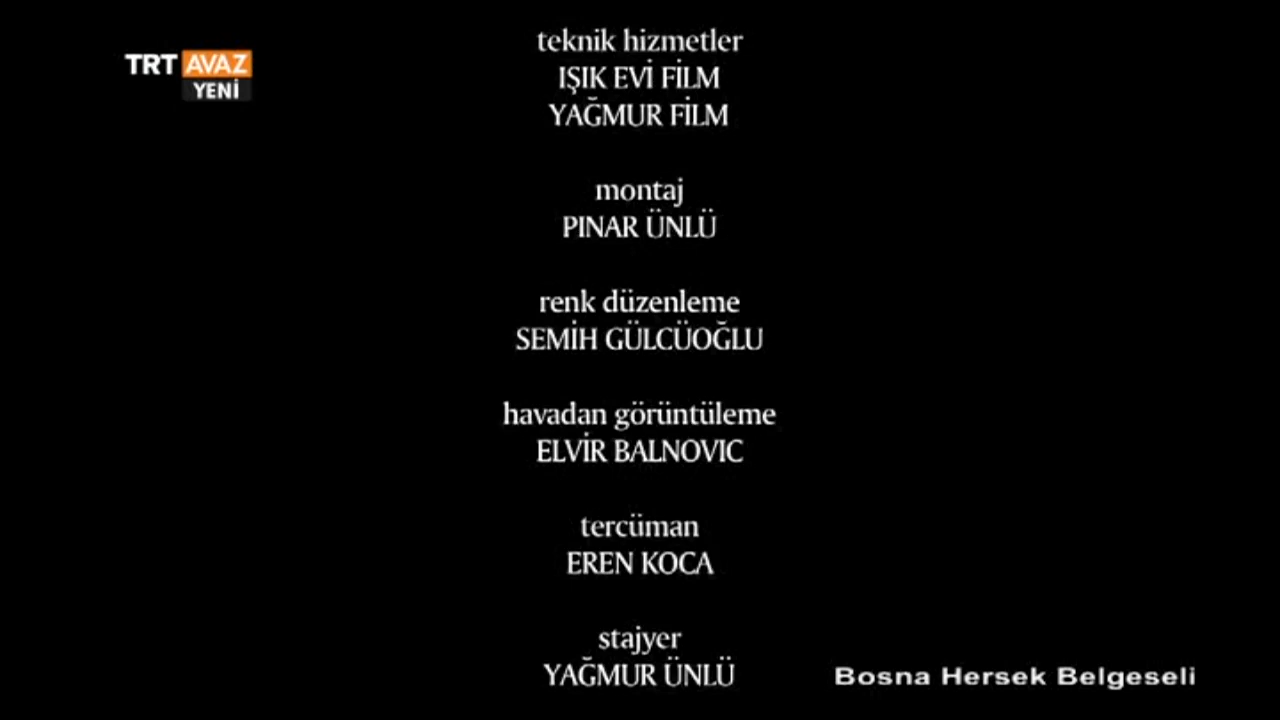 TRT AVAZ
YENİ
teknik hizmetler
IŞIK EVİ FİLM
YAĞMUR FİLM
montaj
PINAR ÜNLÜ
renk düzenleme
SEMİH GÜLCÜOĞLU
havadan görüntüleme
ELVİR BALNOVIC
tercüman
EREN KOCA
stajyer
YAĞMUR ÜNLÜ
Bosna Hersek Belgeseli